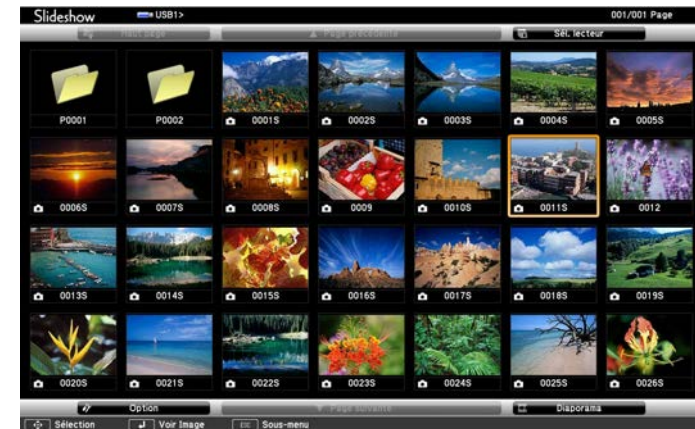 Slideshow USB1> 001/001 Page
Haut page Page précédente Sél. lecteur
P0001 P0002 0001S 0002S 0003S 0004S 0005S
0006S 0007S 0008S 0009 0010S 0011S 0012
0013S 0014S 0015S 0016S 0017S 0018S 0019S
0020S 0021S 0022S 0023S 0024S 0025S 0026S
Option Page suivante Diaporama
Sélection Voir Image Esc Sous-menu